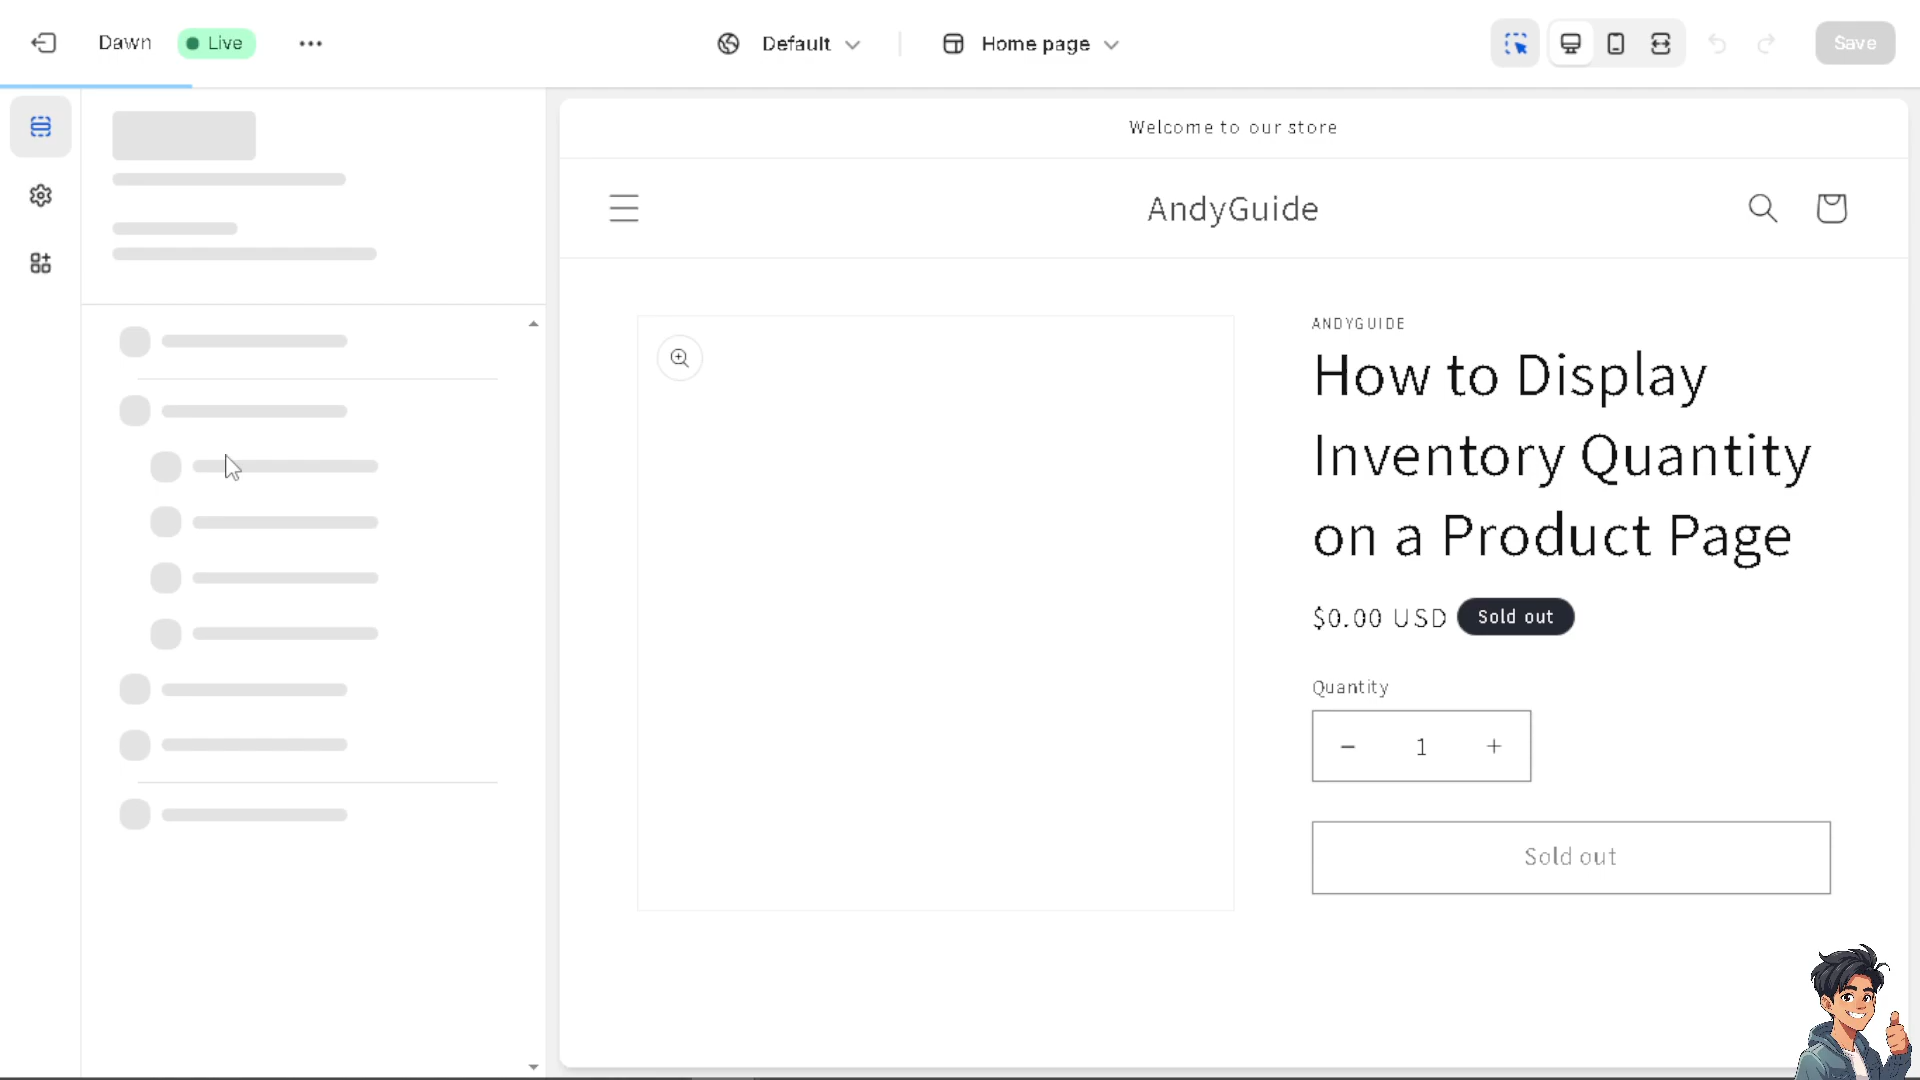 Dawn
Live
Default
Home page
Save
Welcome to our store
AndyGuide
ANDYGUIDE
How to Display
Inventory Quantity
on a Product Page
$0.00 USD
Sold out
Quantity
1
Sold out